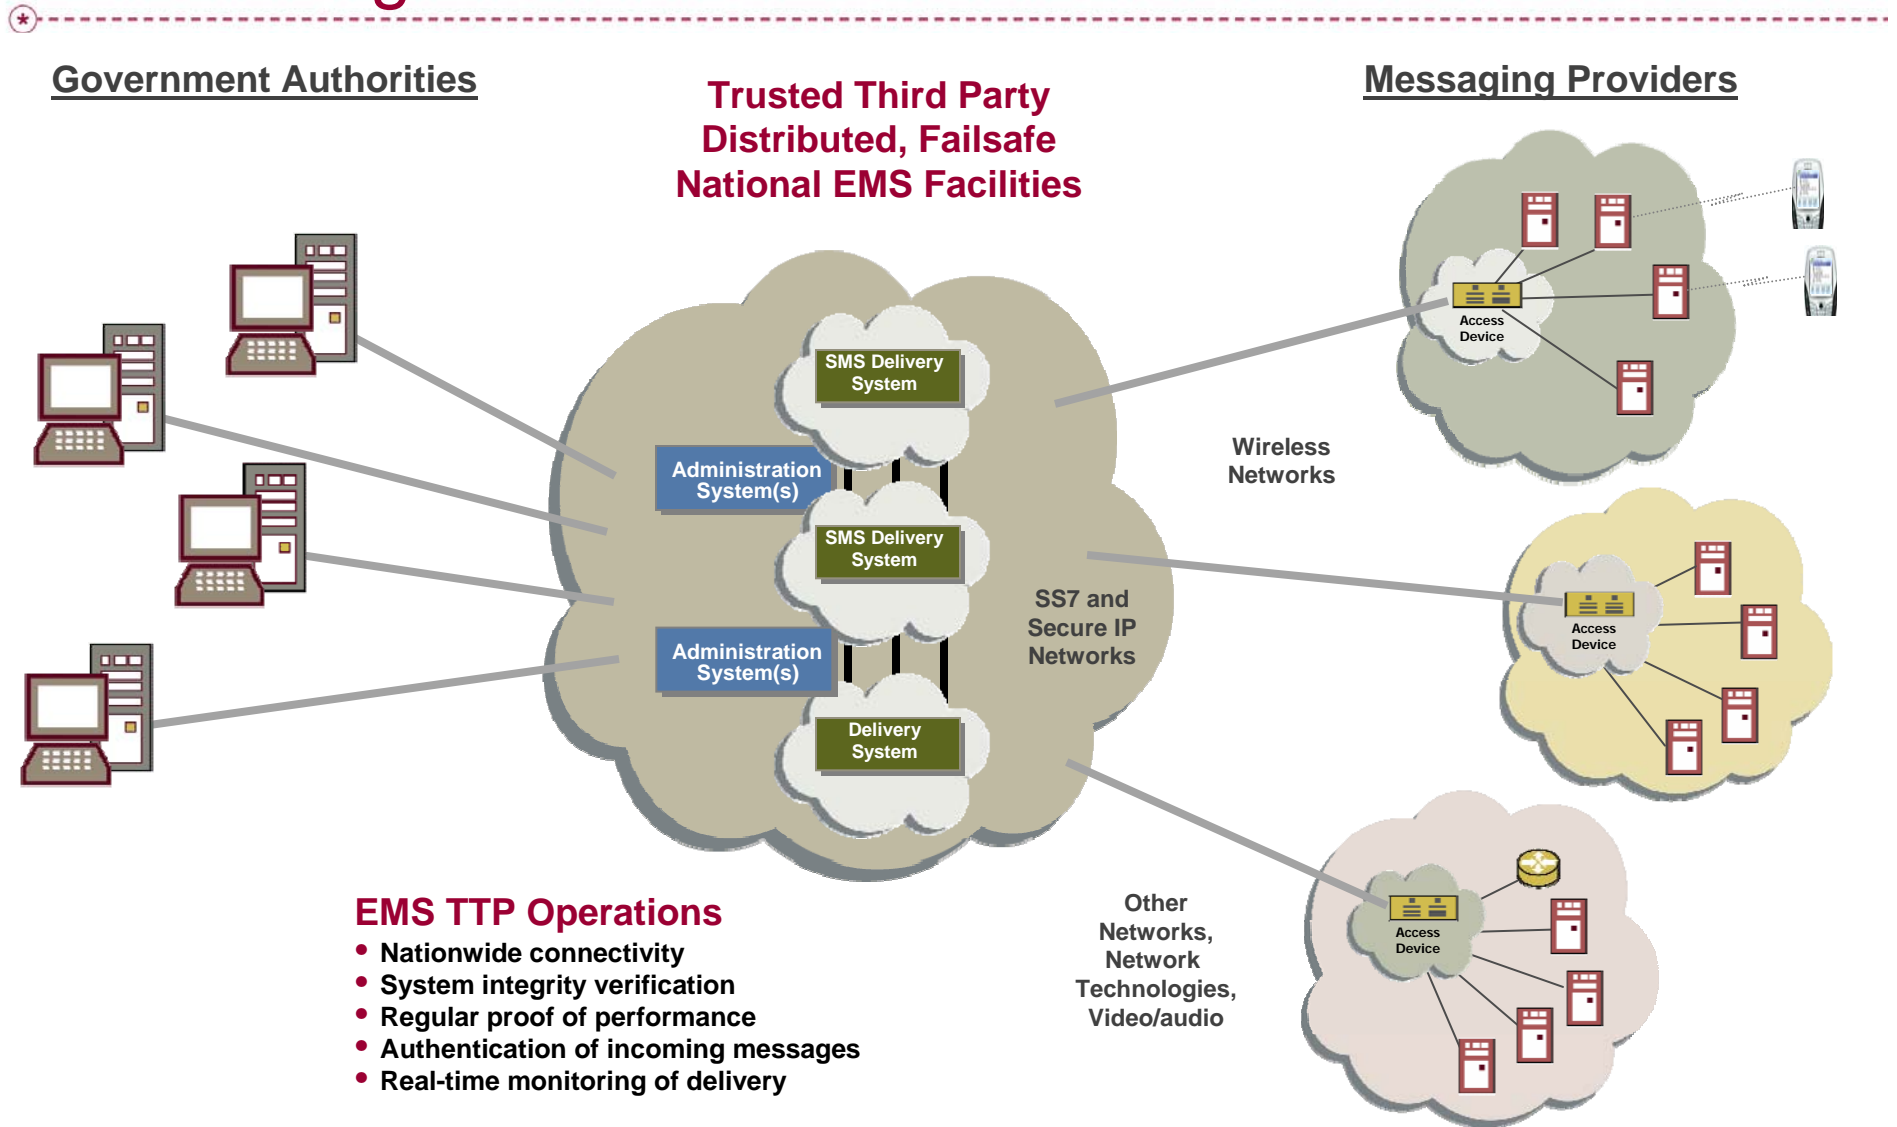 Government Authorities
Trusted Third Party
Distributed, Failsafe
National EMS Facilities
Messaging Providers
SMS Delivery
System
Administration
System(s)
SMS Delivery
System
Administration
System(s)
Delivery
System
SS7 and
Secure IP
Networks
Access
Device
Wireless
Networks
Access
Device
Access
Device
Other
Networks,
Network
Technologies,
Video/audio
EMS TTP Operations
• Nationwide connectivity
• System integrity verification
• Regular proof of performance
• Authentication of incoming messages
• Real-time monitoring of delivery